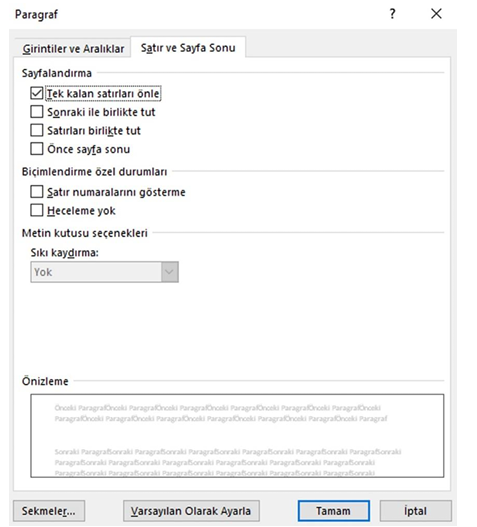 Paragraf ?
Girintiler ve Aralıklar Satır ve Sayfa Sonu
Sayfalandırma
Tek kalan satırları önle
Sonraki ile birlikte tut
Satırları birlikte tut
Önce sayfa sonu
Biçimlendirme özel durumları
Satır numaralarını gösterme
Heceleme yok
Metin kutusu seçenekleri
Sıkı kaydırma:
Yok
Önizleme
Önceki ParagrafÖnceki ParagrafÖnceki ParagrafÖnceki ParagrafÖnceki ParagrafÖnceki ParagrafÖnceki
ParagrafÖnceki ParagrafÖnceki ParagrafÖnceki ParagrafÖnceki ParagrafÖnceki ParagrafÖnceki Paragraf
Sonraki ParagrafSonraki ParagrafSonraki ParagrafSonraki ParagrafSonraki ParagrafSonraki ParagrafSonraki
ParagrafSonraki ParagrafSonraki ParagrafSonraki ParagrafSonraki ParagrafSonraki ParagrafSonraki
ParagrafSonraki ParagrafSonraki ParagrafSonraki ParagrafSonraki ParagrafSonraki ParagrafSonraki
Sekmeler... Varsayılan Olarak Ayarla Tamam İptal